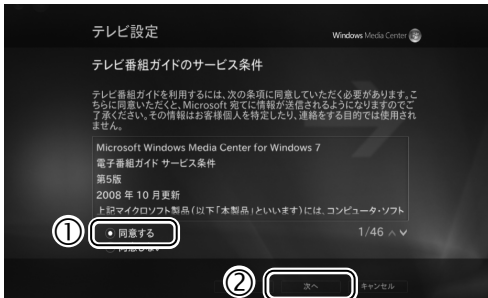 テレビ設定
Windows Media Center
テレビ番組ガイドのサービス条件
テレビ番組ガイドを利用するには、次の条項に同意していただく必要があります。こ
ちらに同意いただくと、Microsoft 宛てに情報が送信されるようになりますのでご
了承ください。その情報はお客様個人を特定したり、連絡をする目的では使用され
ません。
Microsoft Windows Media Center for Windows 7
電子番組ガイド サービス条件
第5版
2008 年 10 月更新
上記マイクロソフト製品(以下「本製品」といいます)には、コンピュータ・ソフト
① 同意する
1/46
同意しない
② 次へ
キャンセル